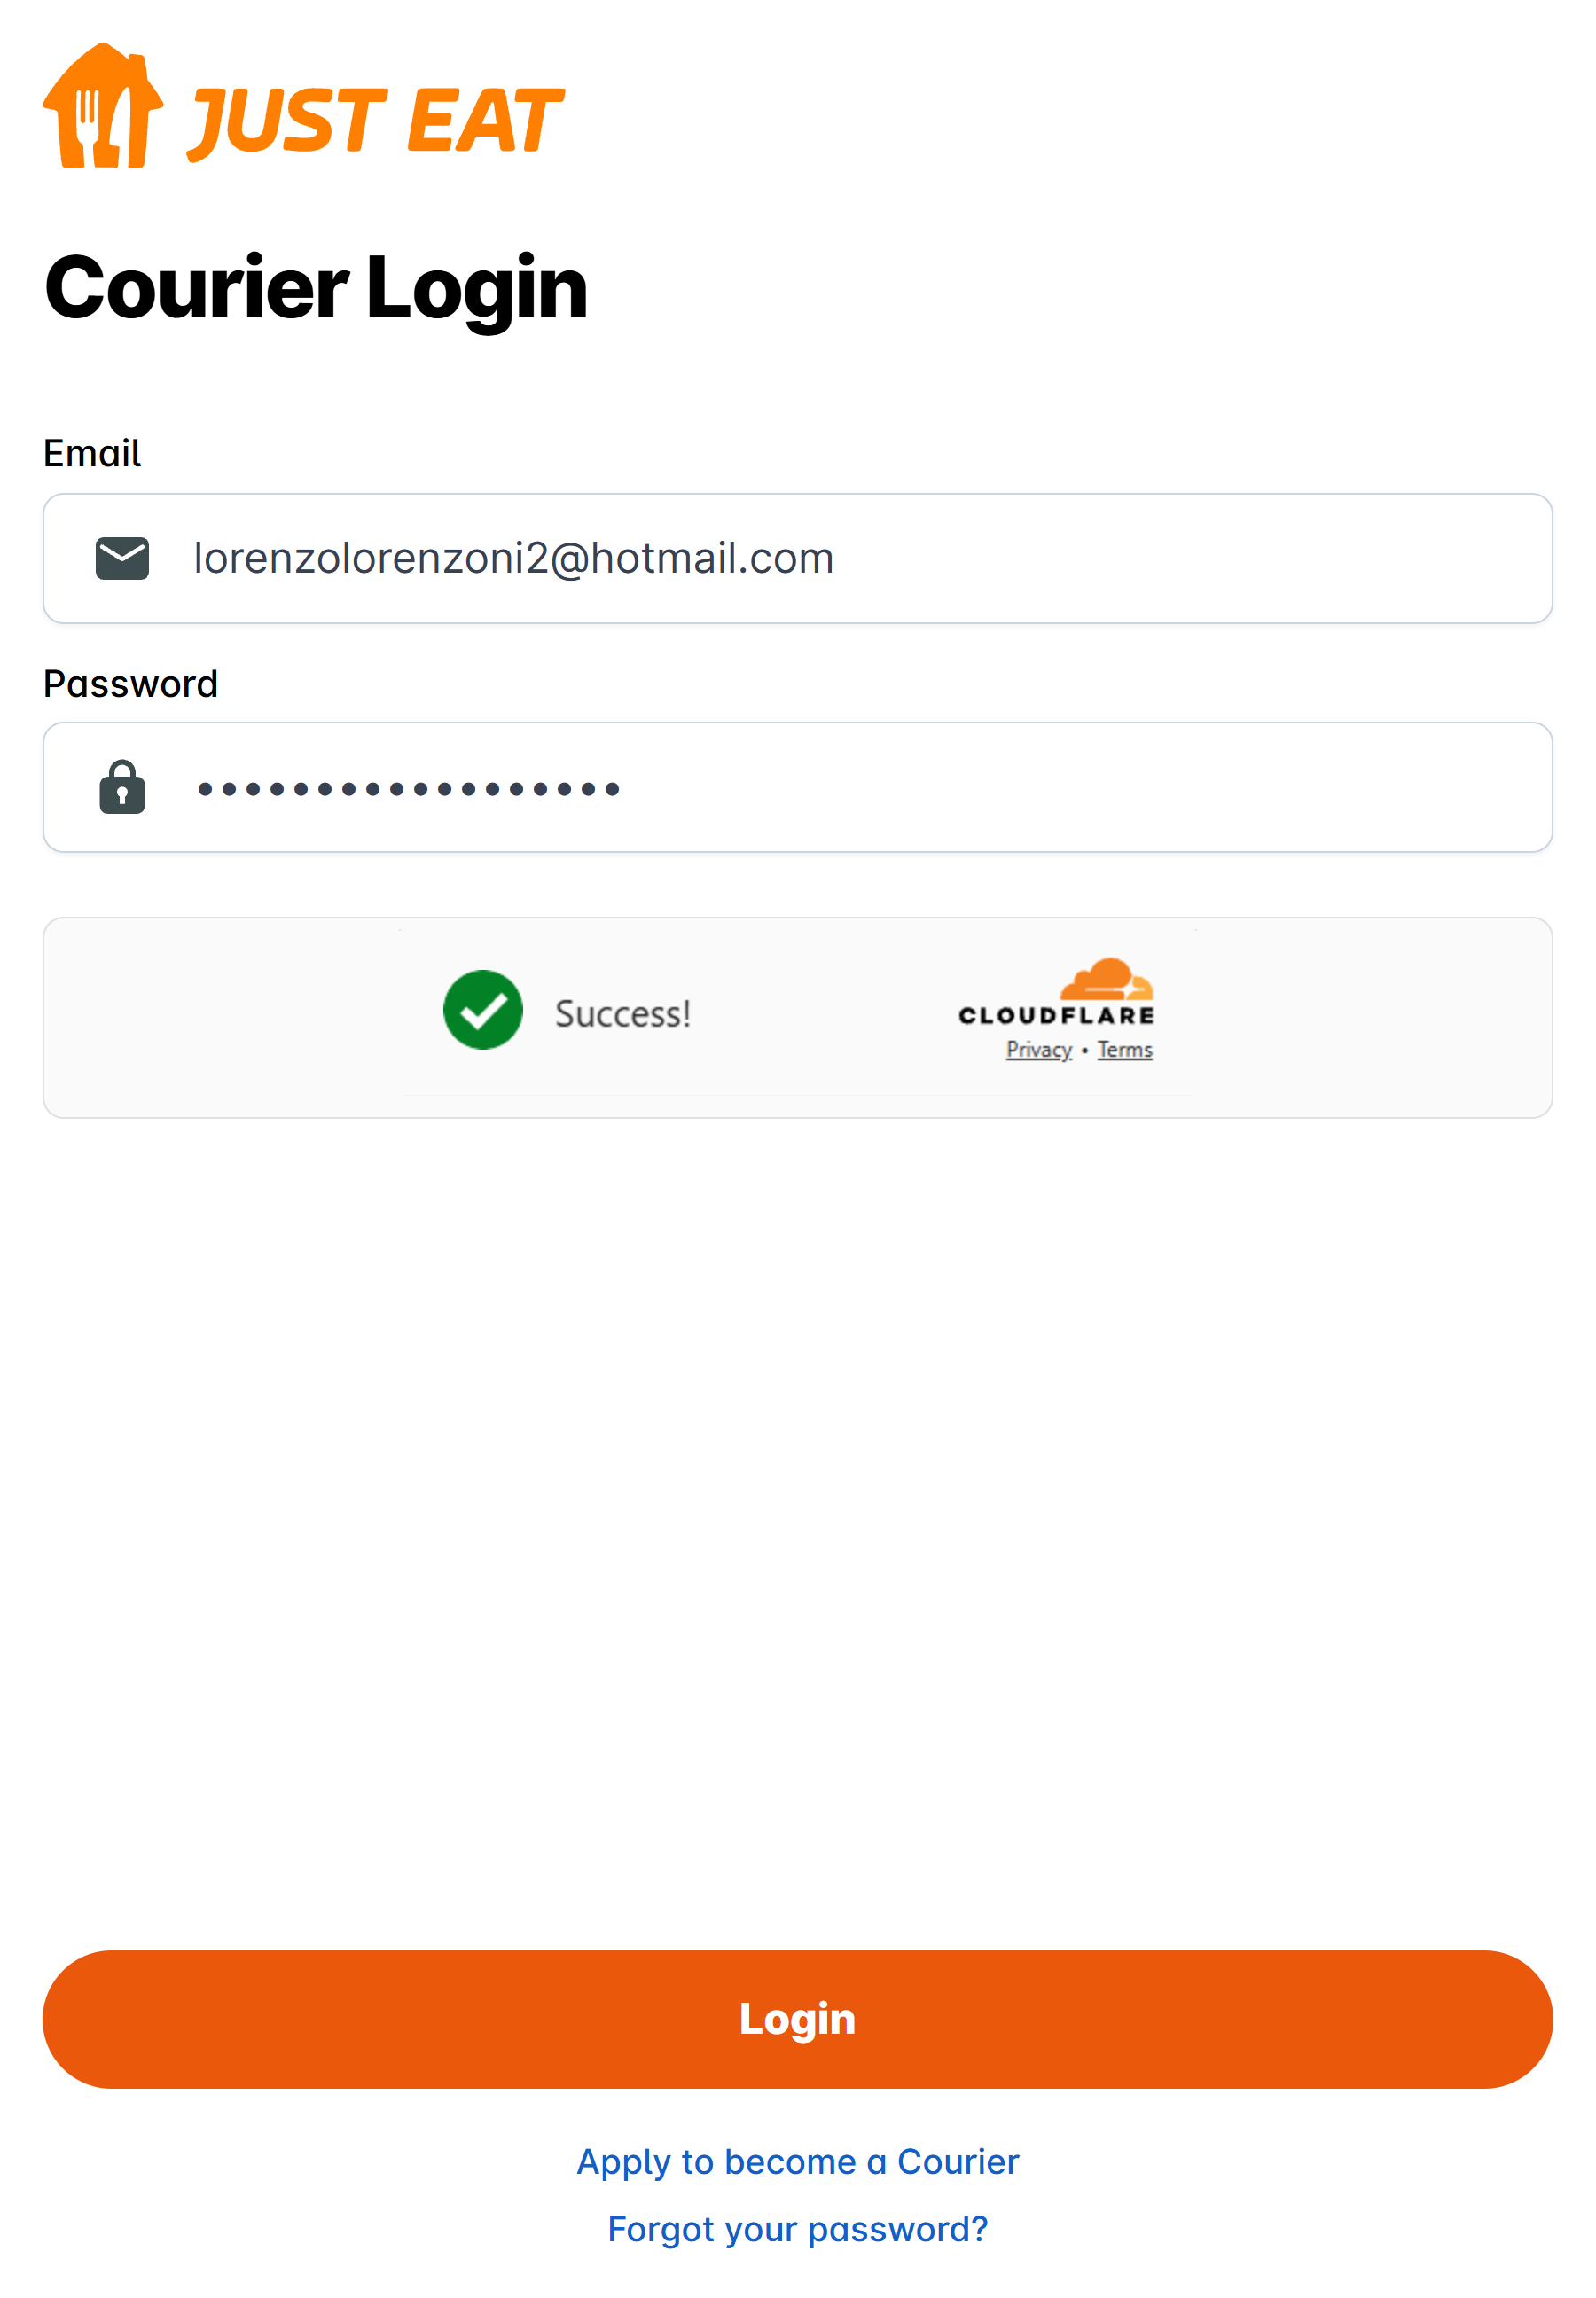 JUST EAT
Courier Login
Email
lorenzolorenzoni2@hotmail.com
Password
••••••••••••••••••
Success!
CLOUDFLARE
Privacy • Terms
Login
Apply to become a Courier
Forgot your password?